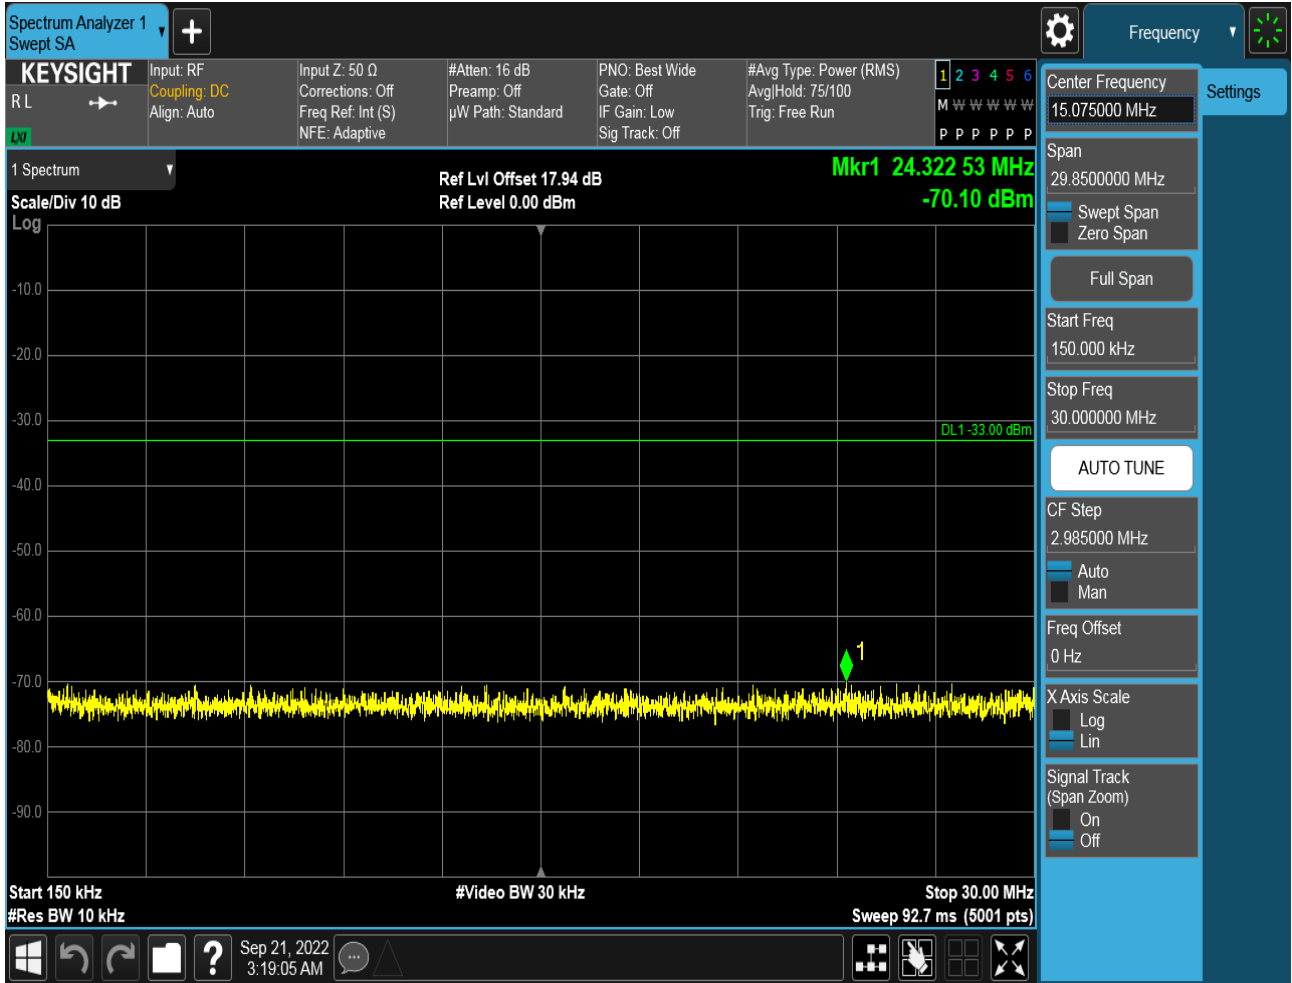 Spectrum Analyzer 1
Swept SA
Frequency
KEYSIGHT
R L
LXI
Input: RF
Coupling: DC
Align: Auto
Input Z: 50 Ω
Corrections: Off
Freq Ref: Int (S)
NFE: Adaptive
#Atten: 16 dB
Preamp: Off
µW Path: Standard
PNO: Best Wide
Gate: Off
IF Gain: Low
Sig Track: Off
#Avg Type: Power (RMS)
Avg|Hold: 75/100
Trig: Free Run
1 2 3 4 5 6
M W W W W W
P P P P P P
1 Spectrum
Scale/Div 10 dB
Log
Ref Lvl Offset 17.94 dB
Ref Level 0.00 dBm
Mkr1 24.322 53 MHz
-70.10 dBm
-10.0
-20.0
-30.0
DL1 -33.00 dBm
-40.0
-50.0
-60.0
1
-70.0
-80.0
-90.0
Start 150 kHz
#Res BW 10 kHz
#Video BW 30 kHz
Stop 30.00 MHz
Sweep 92.7 ms (5001 pts)
?
Sep 21, 2022
3:19:05 AM
Center Frequency
15.075000 MHz
Settings
Span
29.8500000 MHz
Swept Span
Zero Span
Full Span
Start Freq
150.000 kHz
Stop Freq
30.000000 MHz
AUTO TUNE
CF Step
2.985000 MHz
Auto
Man
Freq Offset
0 Hz
X Axis Scale
Log
Lin
Signal Track
(Span Zoom)
On
Off